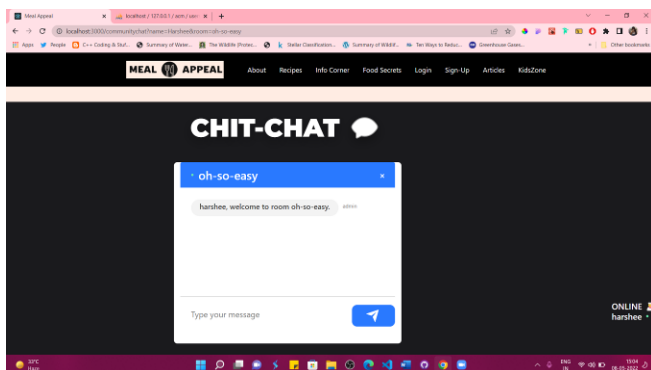 Meal Appeal
localhost / 127.0.0.1 /
localhost:3000/communitychat?name=Harshee&room=oh-so-easy
Apps People C++ Coding & Stuf... Summary of Water... The Wildlife (Protec... Stellar Classification... Summary of Wildlif... Ten Ways to Reduc... Greenhouse Gases... Other bookmarks
MEAL APPEAL About Recipes Info Corner Food Secrets Login Sign-Up Articles KidsZone
CHIT-CHAT
oh-so-easy ×
harshee, welcome to room oh-so-easy. admin
Type your message
ONLINE
harshee
33°C ENG 15:04
Haze IN 08-05-2022